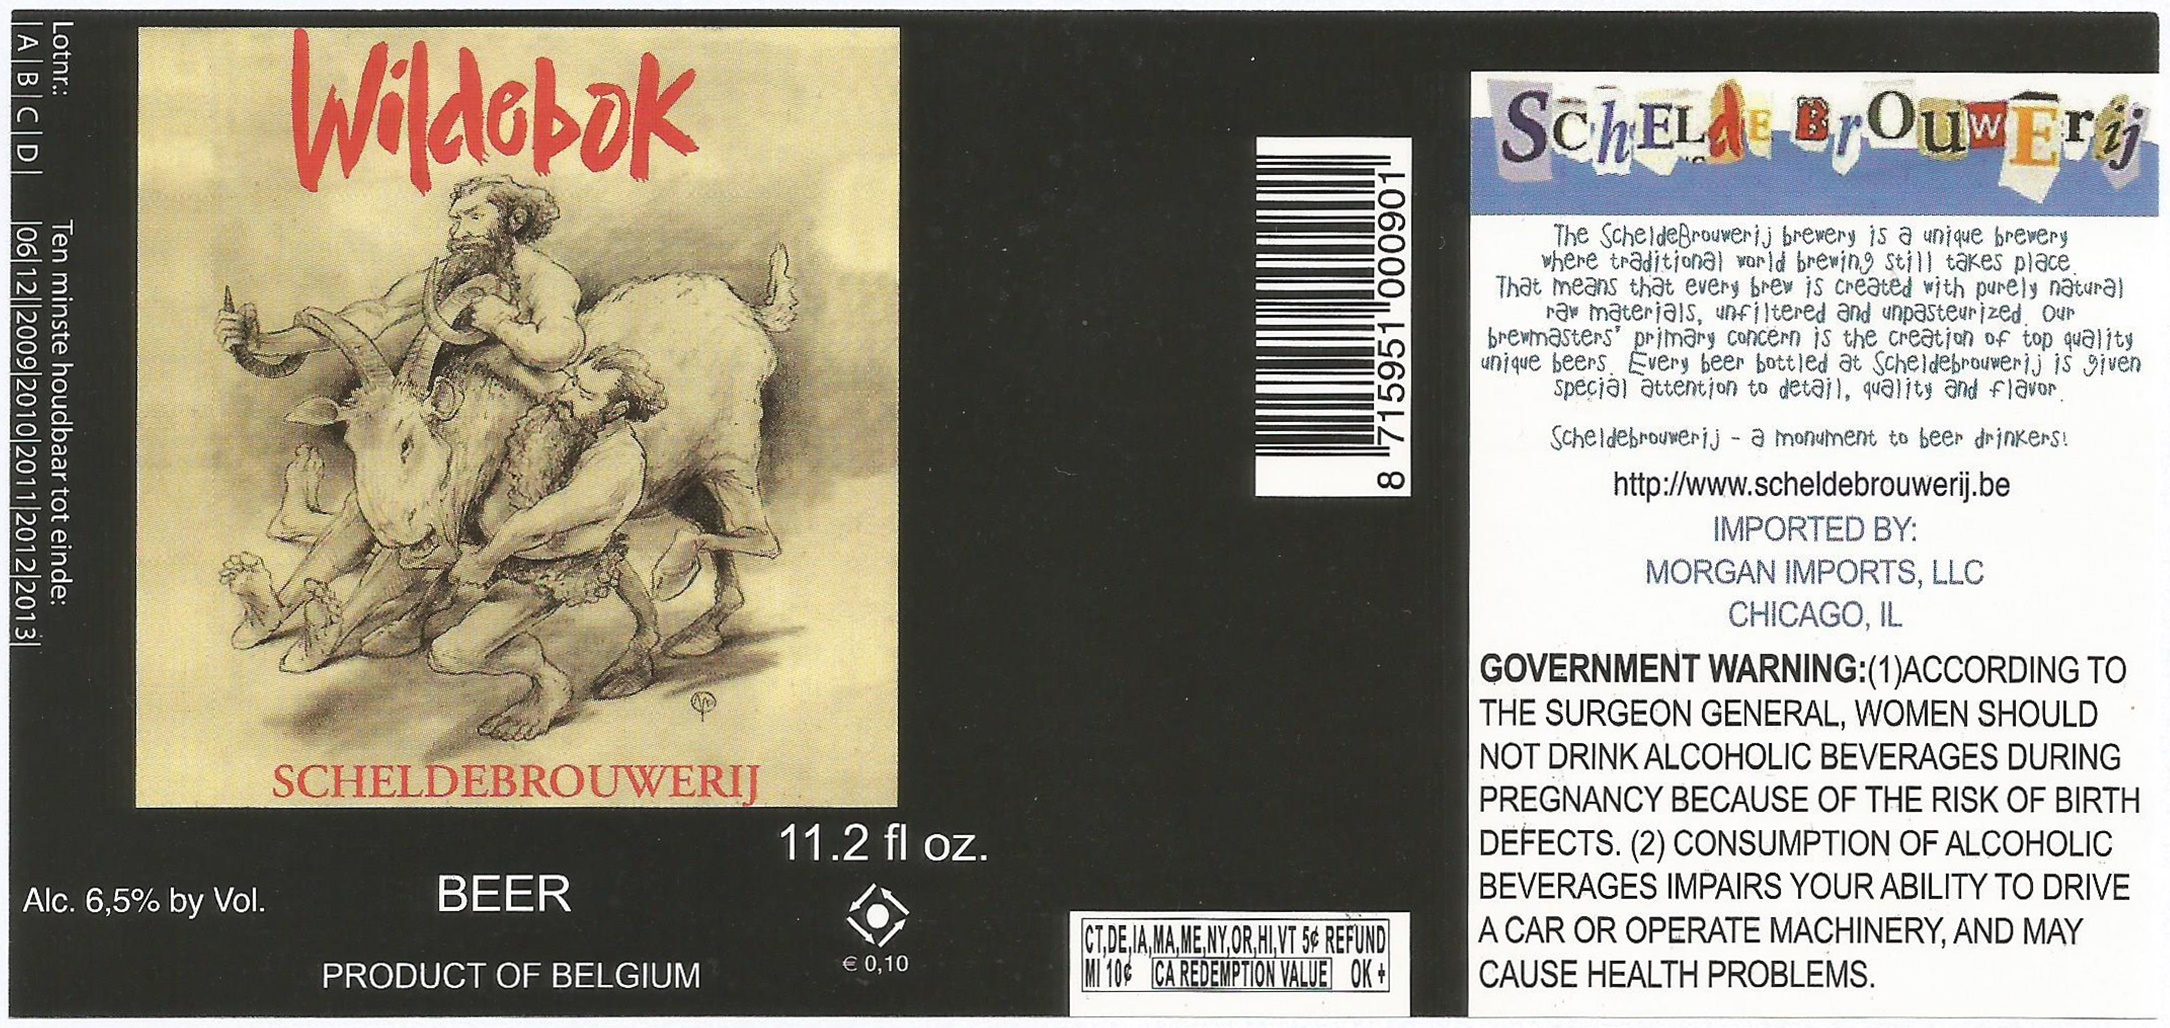 Lotnr.:
|A|B|C|D|
Ten minste houdbaar tot einde:
|06|12||2009|2010|2011|2012|2013|
Wildebok
SCHELDEBROUWERIJ
11.2 fl oz.
Alc. 6,5% by Vol.
BEER
€ 0,10
PRODUCT OF BELGIUM
8 715951 000901
CT,DE,IA,MA,ME,NY,OR,HI,VT 5¢ REFUND
MI 10¢ CA REDEMPTION VALUE OK +
SCHELDE BROUWERIJ
The ScheldeBrouwerij brewery is a unique brewery
where traditional world brewing still takes place.
That means that every brew is created with purely natural
raw materials, unfiltered and unpasteurized. Our
brewmasters' primary concern is the creation of top quality
unique beers. Every beer bottled at Scheldebrouwerij is given
special attention to detail, quality and flavor.
Scheldebrouwerij - a monument to beer drinkers!
http://www.scheldebrouwerij.be
IMPORTED BY:
MORGAN IMPORTS, LLC
CHICAGO, IL
GOVERNMENT WARNING:(1)ACCORDING TO
THE SURGEON GENERAL, WOMEN SHOULD
NOT DRINK ALCOHOLIC BEVERAGES DURING
PREGNANCY BECAUSE OF THE RISK OF BIRTH
DEFECTS. (2) CONSUMPTION OF ALCOHOLIC
BEVERAGES IMPAIRS YOUR ABILITY TO DRIVE
A CAR OR OPERATE MACHINERY, AND MAY
CAUSE HEALTH PROBLEMS.